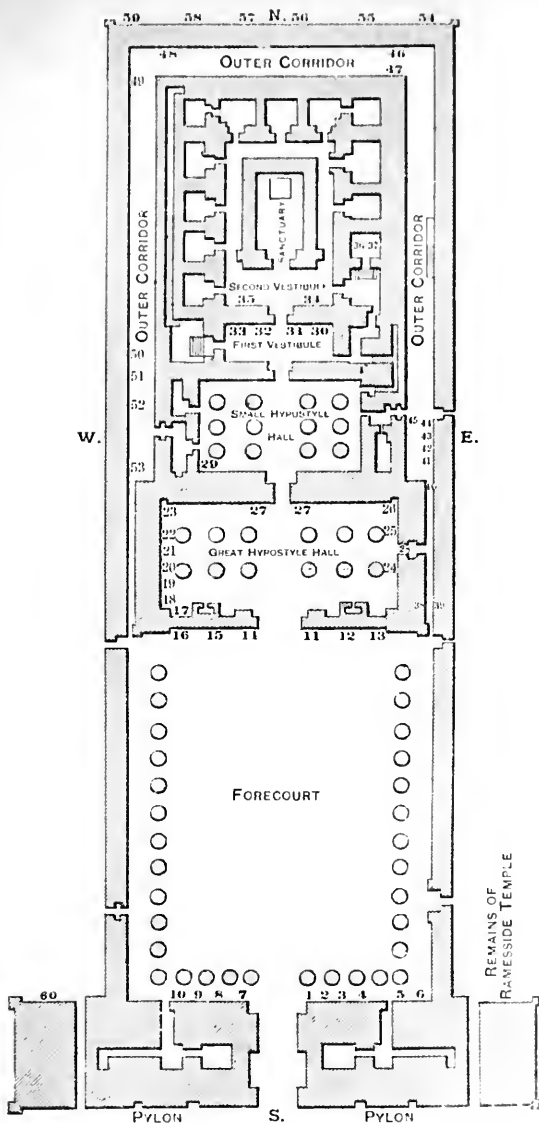 59 58 57 N. 56 55 54
48 46
OUTER CORRIDOR
49 47
OUTER CORRIDOR
SANCTUARY
36 37
OUTER CORRIDOR
SECOND VESTIBULE
35 34
33 32 31 30
50 FIRST VESTIBULE
51
52
SMALL HYPOSTYLE
45 44
W. HALL E.
43
42
41
53 29
40
23 27 27 26
22 25
21 GREAT HYPOSTYLE HALL
20 24
19
18 38 39
17
16 15 14 11 12 13
FORECOURT
REMAINS OF
RAMESSIDE TEMPLE
60 10 9 8 7 1 2 3 4 5 6
PYLON S. PYLON